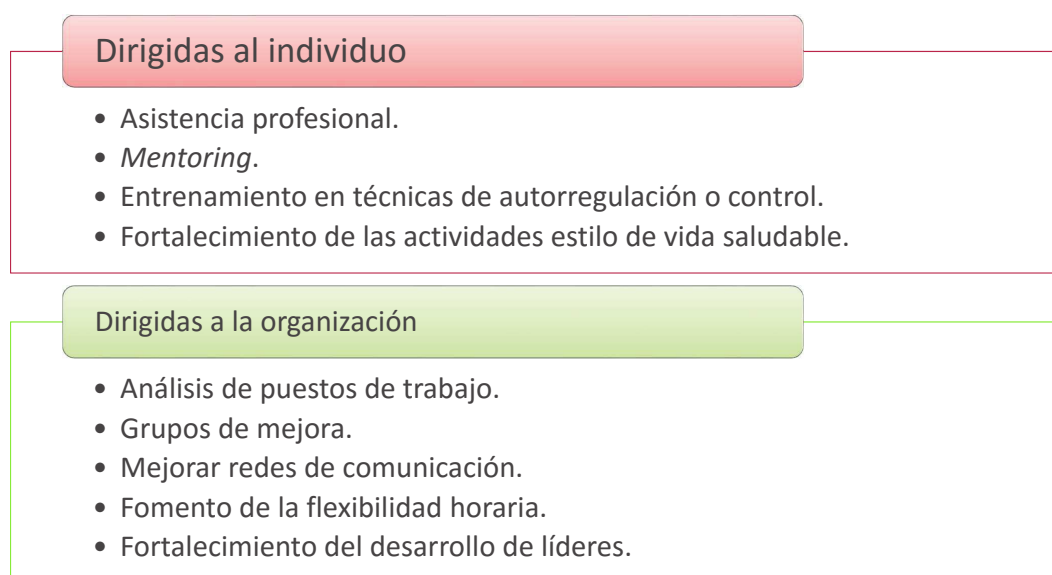 Dirigidas al individuo
• Asistencia profesional.
• Mentoring.
• Entrenamiento en técnicas de autorregulación o control.
• Fortalecimiento de las actividades estilo de vida saludable.
Dirigidas a la organización
• Análisis de puestos de trabajo.
• Grupos de mejora.
• Mejorar redes de comunicación.
• Fomento de la flexibilidad horaria.
• Fortalecimiento del desarrollo de líderes.